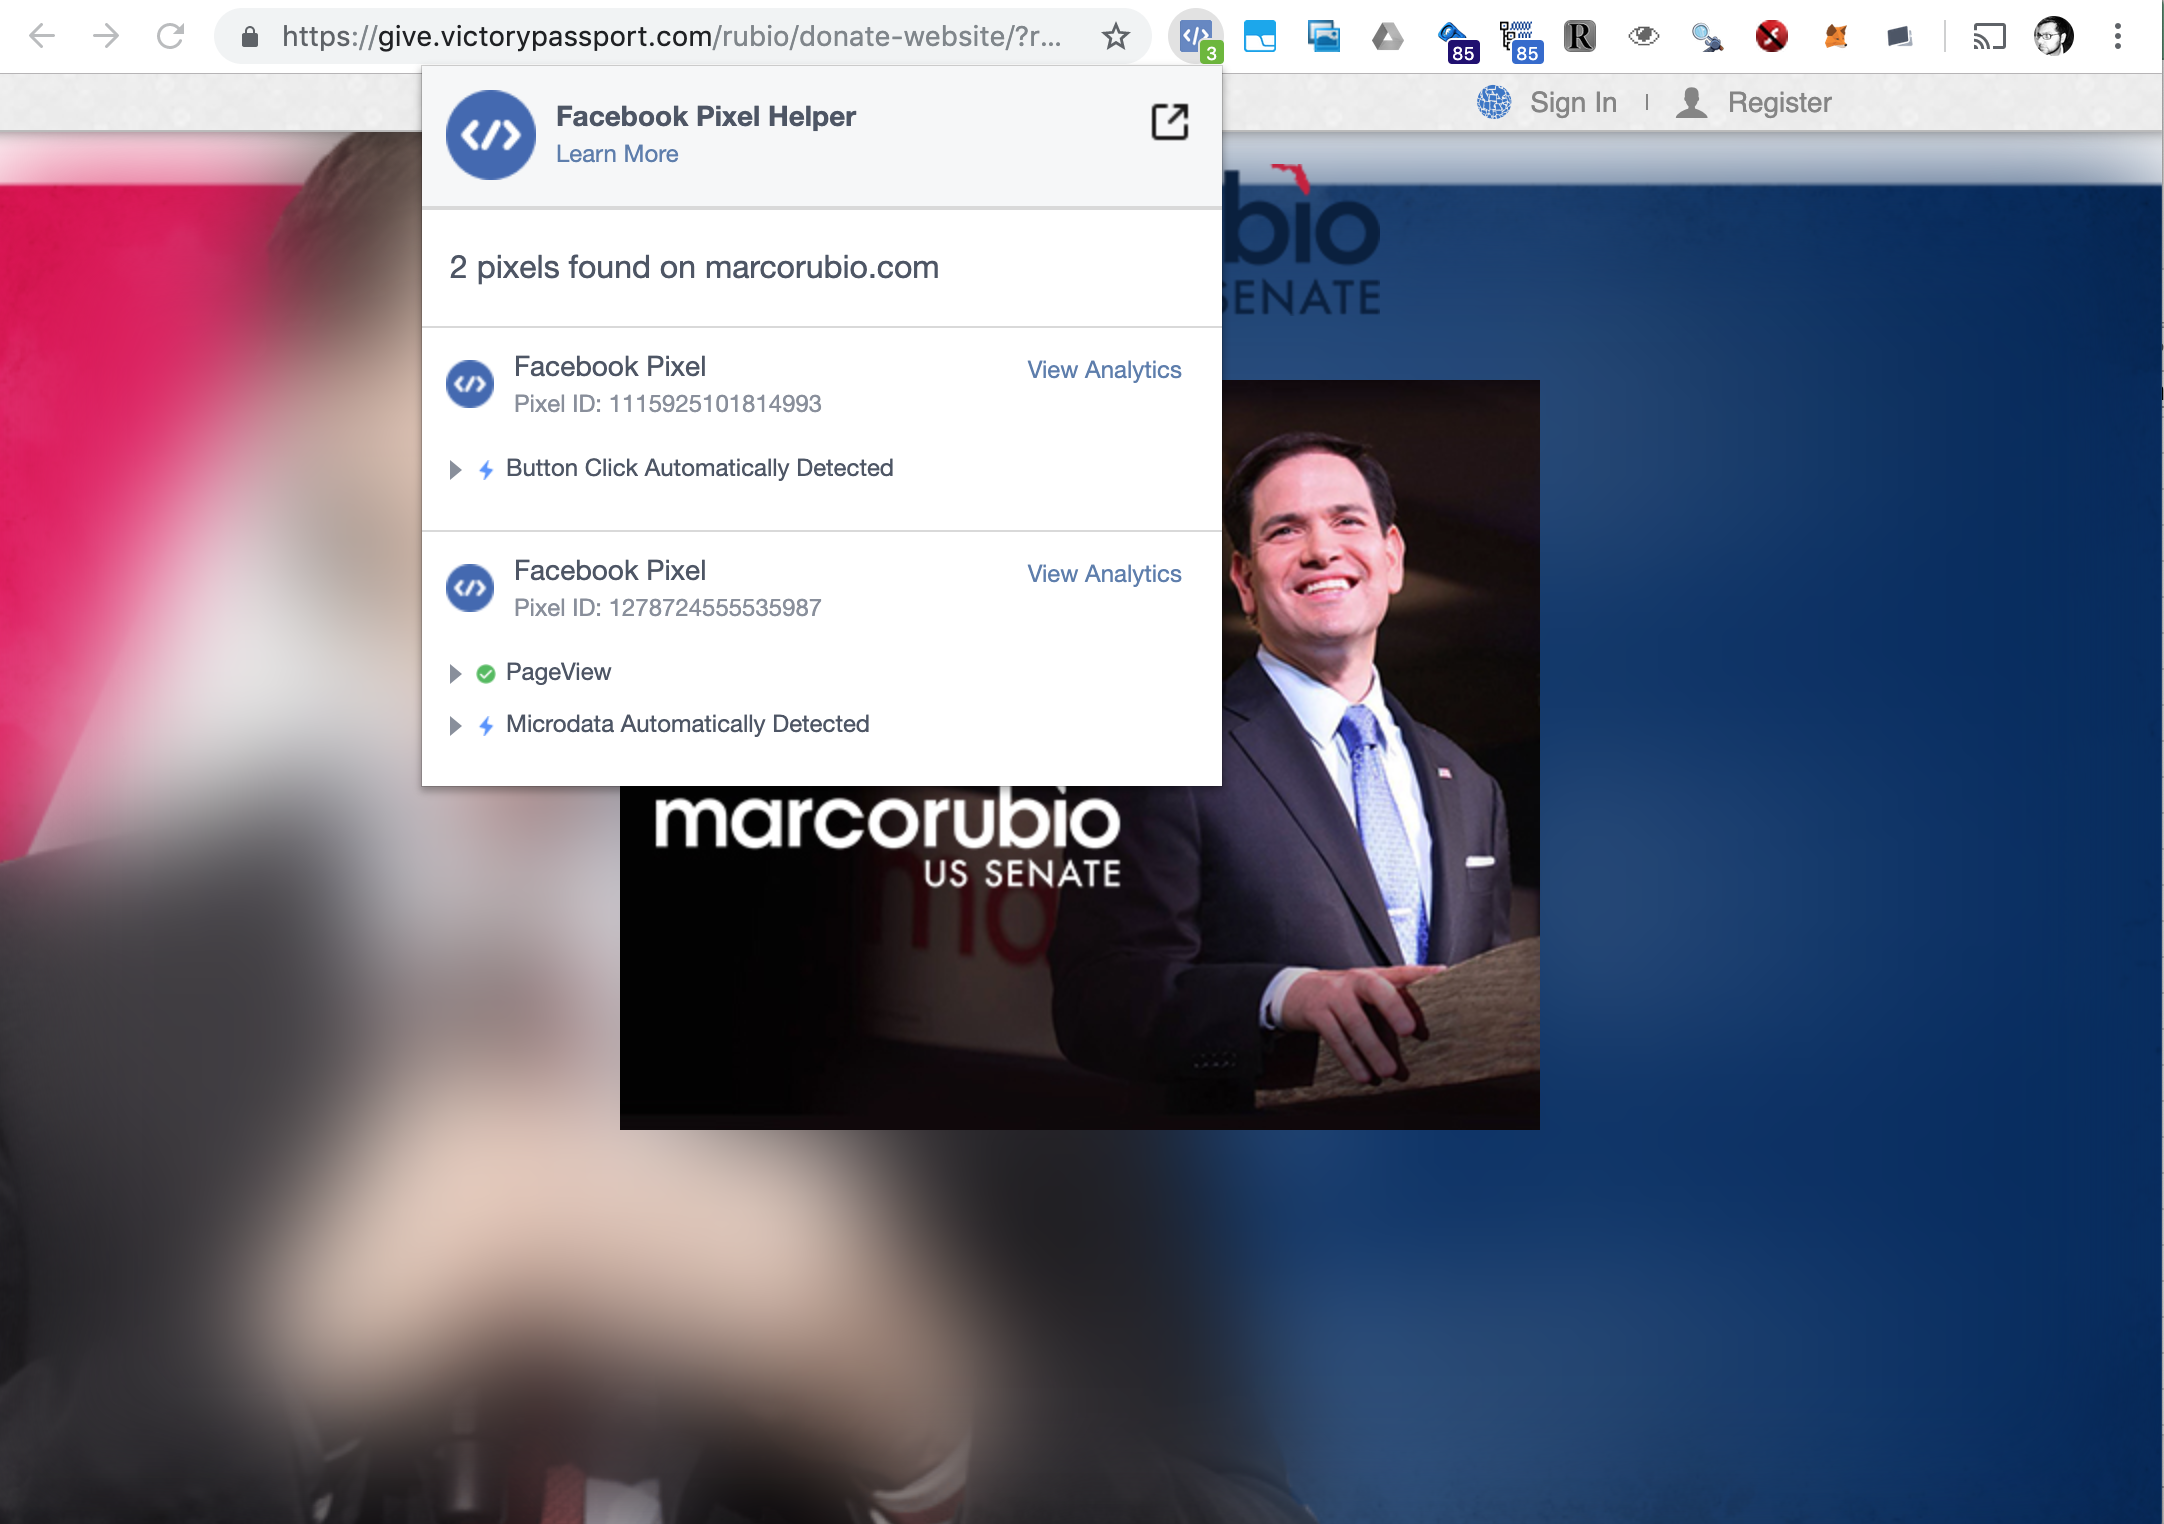 https://give.victorypassport.com/rubio/donate-website/?r...
3
85
85
R
Sign In | Register
Facebook Pixel Helper
Learn More
2 pixels found on marcorubio.com
Facebook Pixel
View Analytics
Pixel ID: 1115925101814993
Button Click Automatically Detected
Facebook Pixel
View Analytics
Pixel ID: 1278724555535987
PageView
Microdata Automatically Detected
bio
SENATE
marcorubio
US SENATE